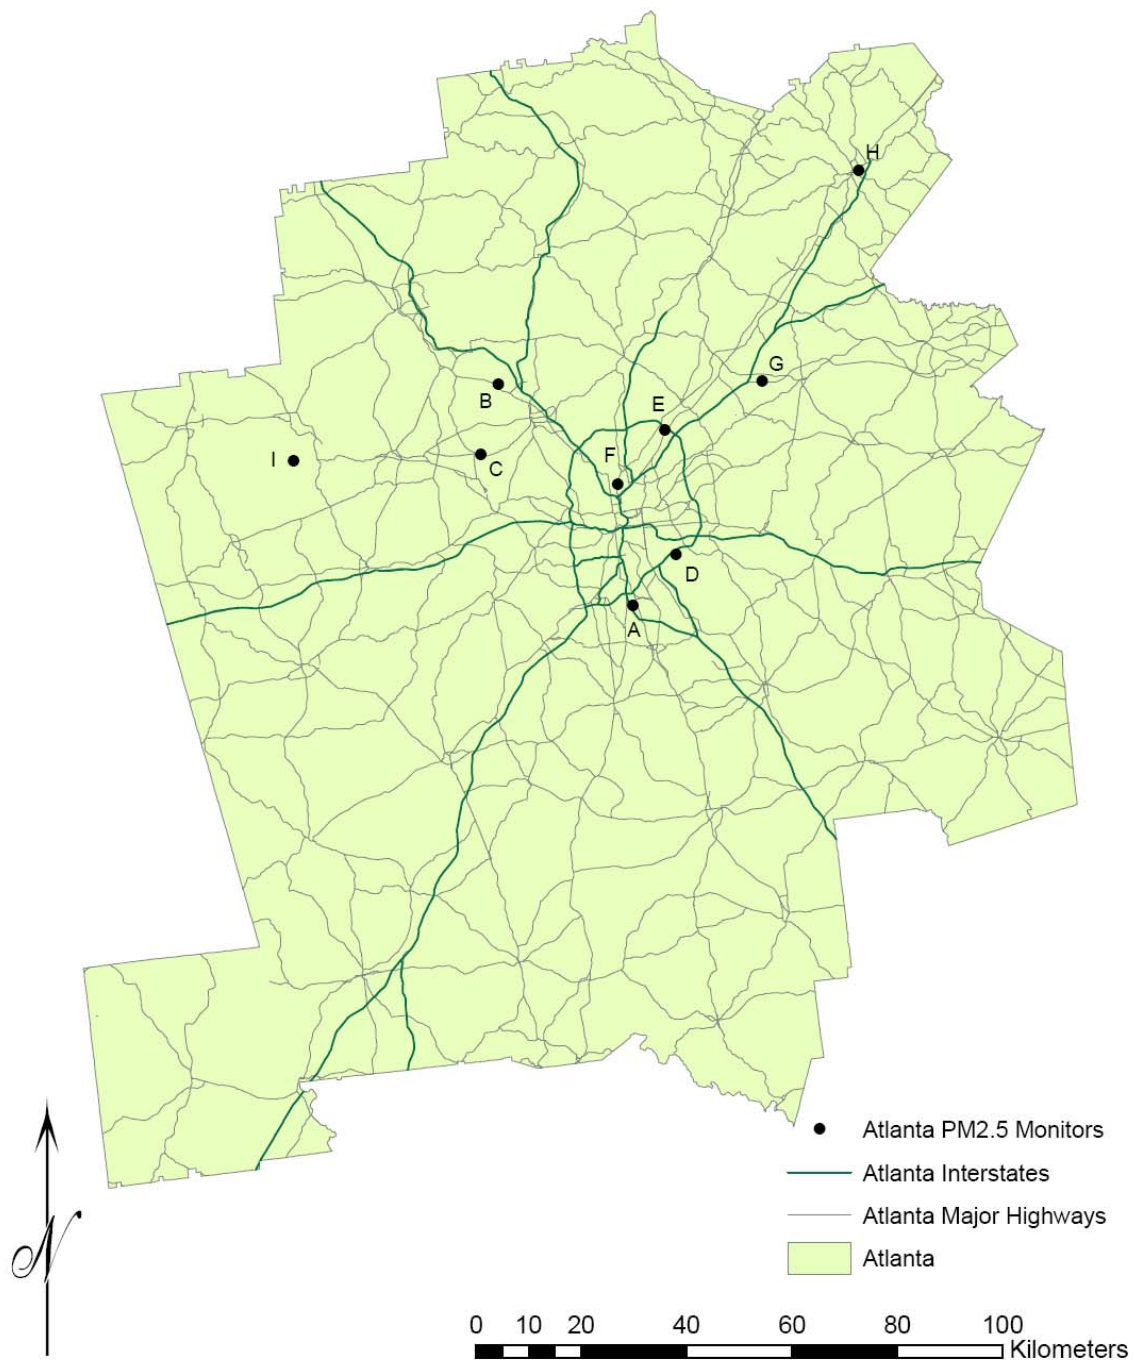 H
G
B
E
F
I
C
D
A
Atlanta PM2.5 Monitors
Atlanta Interstates
Atlanta Major Highways
Atlanta
N
0 10 20 40 60 80 100
Kilometers